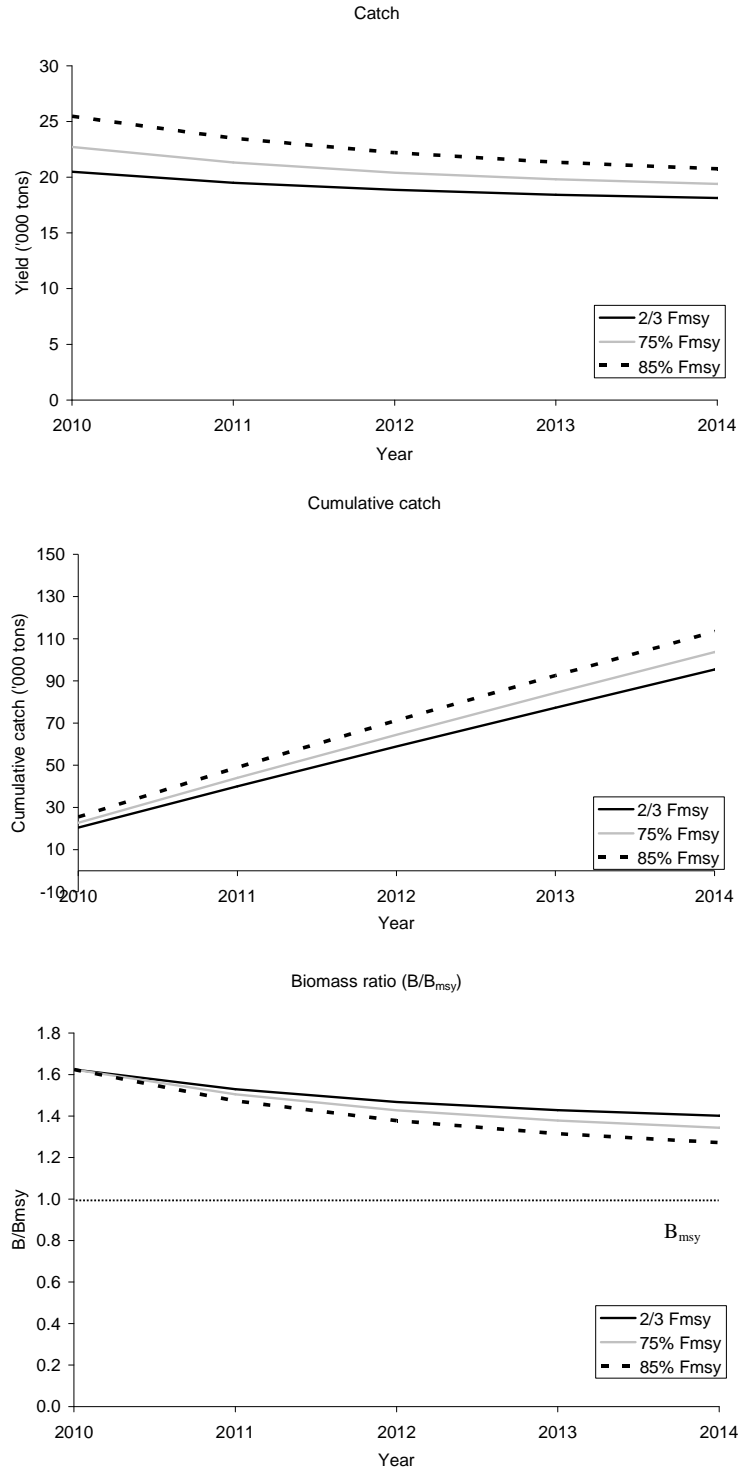 Catch
30
25
20
15
10
5
0
Yield ('000 tons)
2/3 Fmsy
75% Fmsy
85% Fmsy
2010 2011 2012 2013 2014
Year
Cumulative catch
150
130
110
90
70
50
30
10
-10
Cumulative catch ('000 tons)
2/3 Fmsy
75% Fmsy
85% Fmsy
2010 2011 2012 2013 2014
Year
Biomass ratio (B/Bmsy)
1.8
1.6
1.4
1.2
1.0
0.8
0.6
0.4
0.2
0.0
B/Bmsy
Bmsy
2/3 Fmsy
75% Fmsy
85% Fmsy
2010 2011 2012 2013 2014
Year